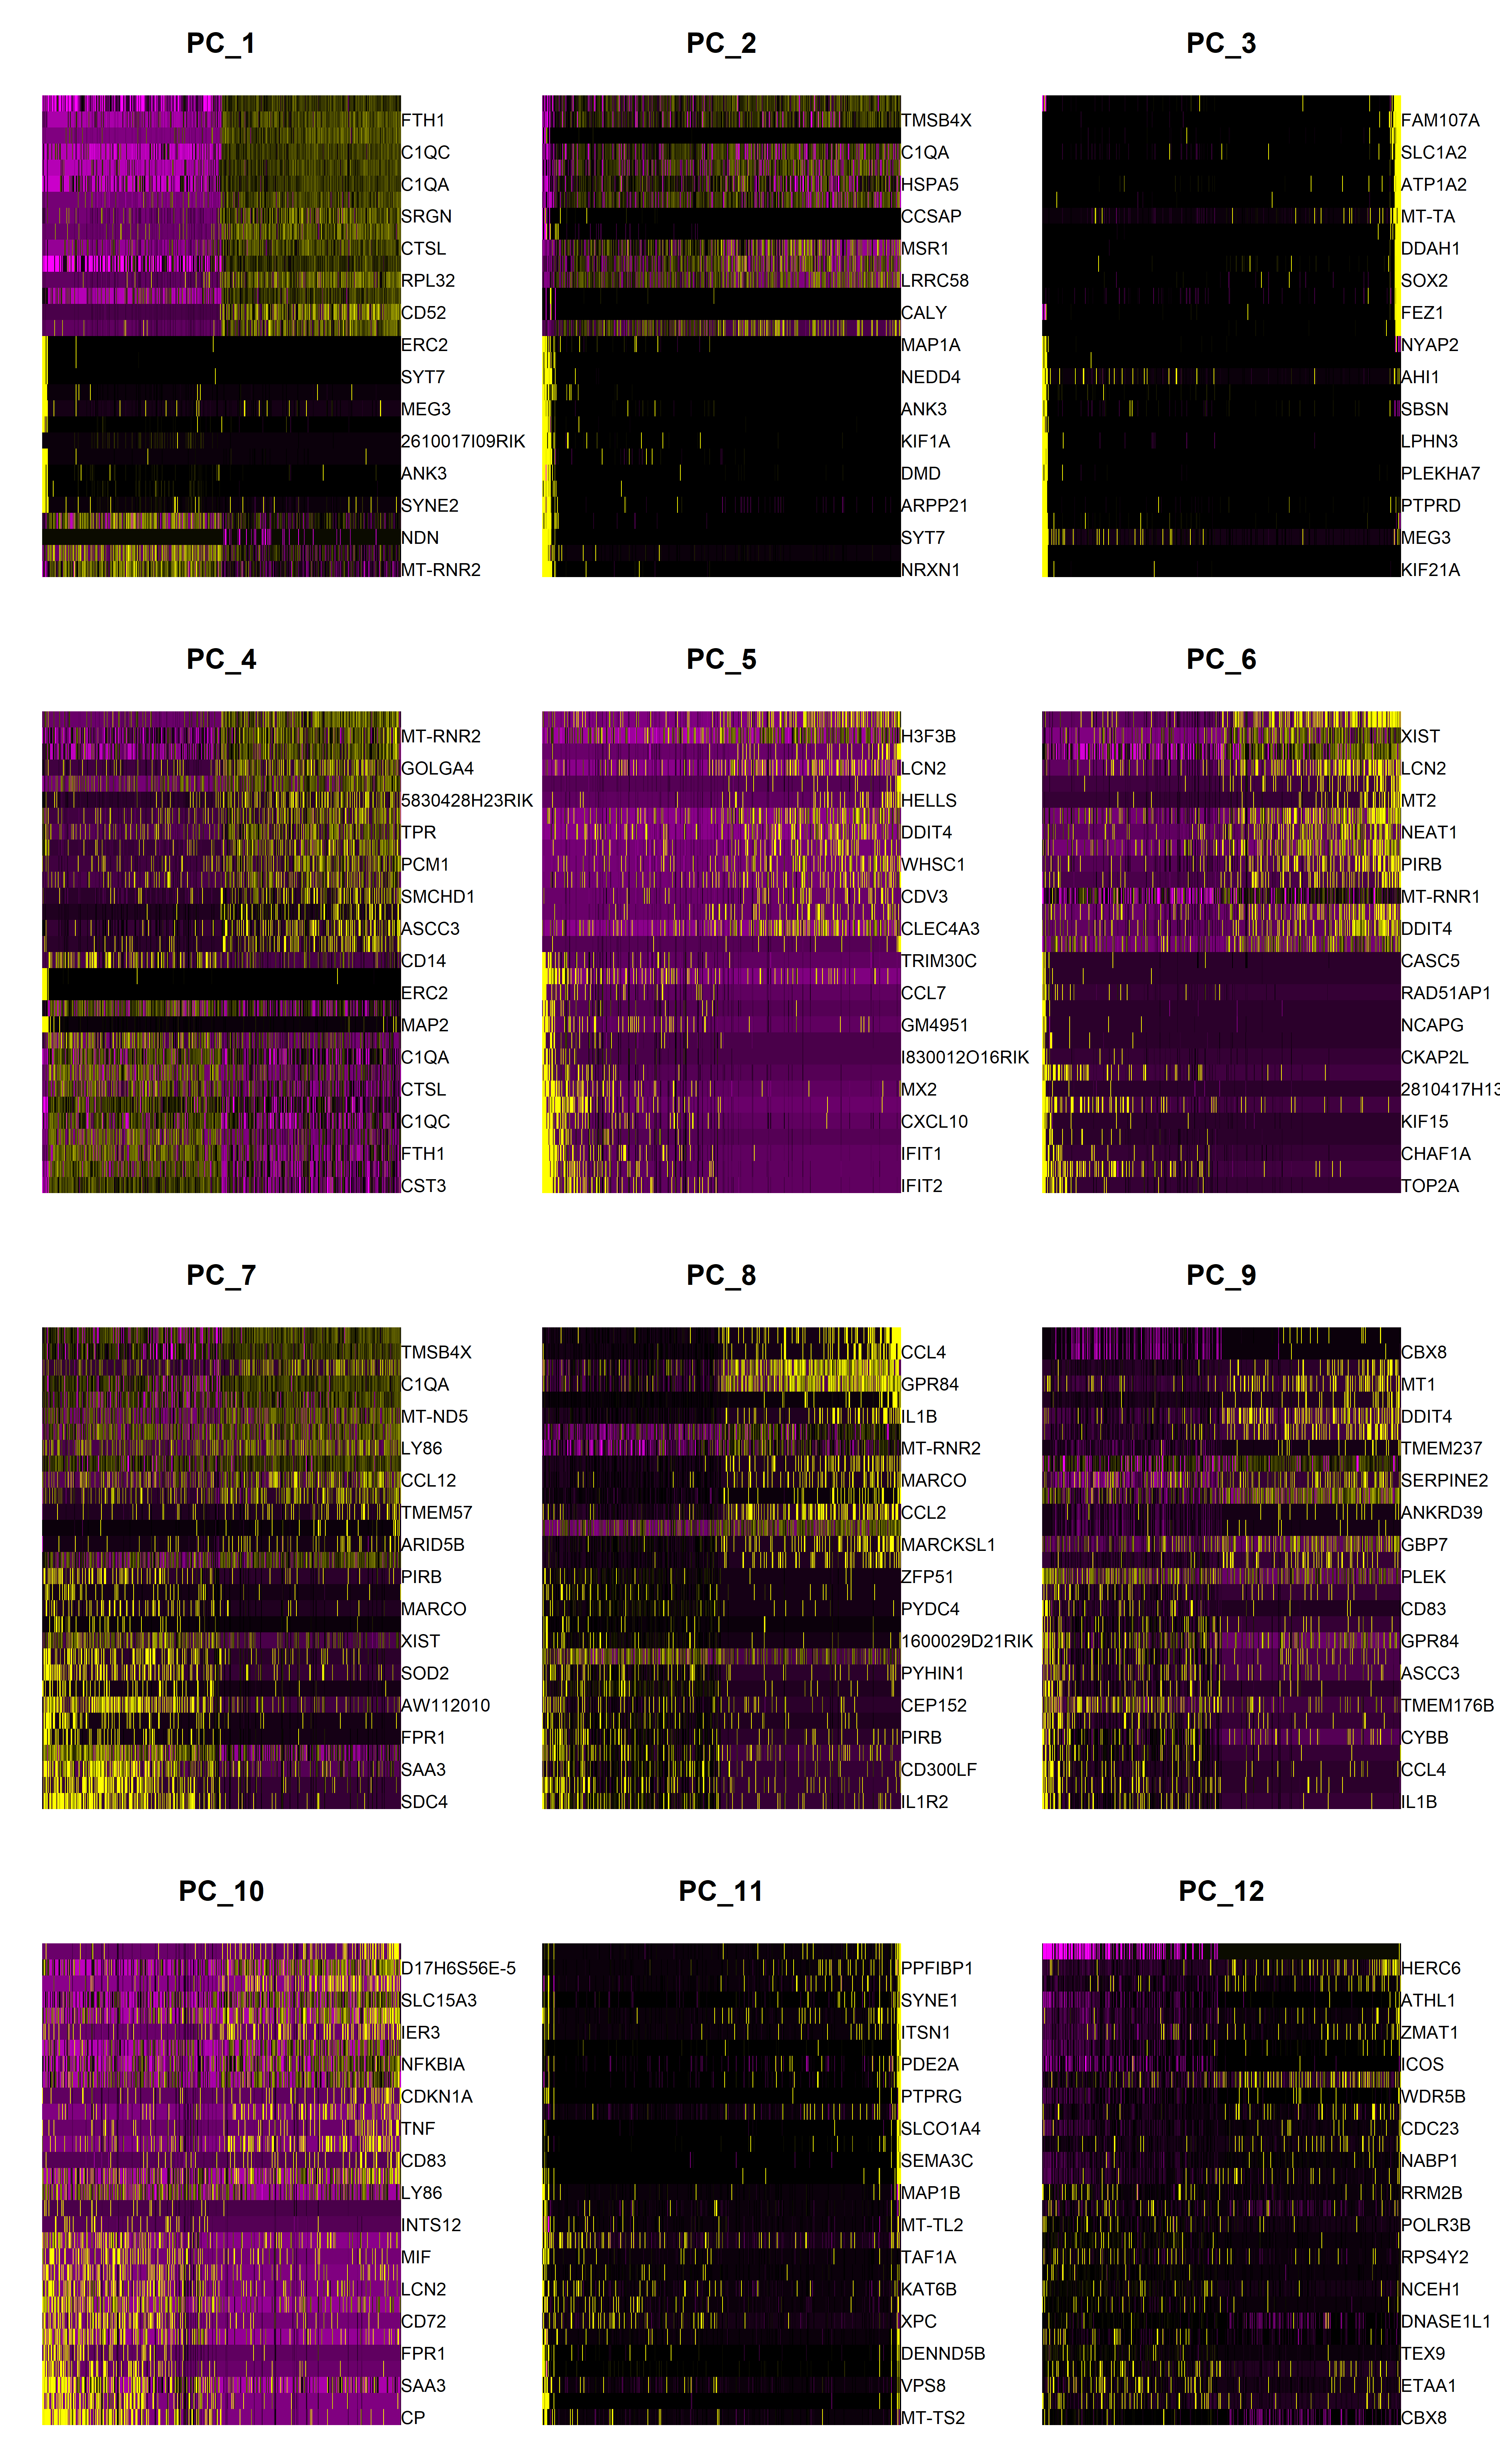 PC_1
FTH1
C1QC
C1QA
SRGN
CTSL
RPL32
CD52
ERC2
SYT7
MEG3
2610017I09RIK
ANK3
SYNE2
NDN
MT-RNR2
PC_2
TMSB4X
C1QA
HSPA5
CCSAP
MSR1
LRRC58
CALY
MAP1A
NEDD4
ANK3
KIF1A
DMD
ARPP21
SYT7
NRXN1
PC_3
FAM107A
SLC1A2
ATP1A2
MT-TA
DDAH1
SOX2
FEZ1
NYAP2
AHI1
SBSN
LPHN3
PLEKHA7
PTPRD
MEG3
KIF21A
PC_4
MT-RNR2
GOLGA4
5830428H23RIK
TPR
PCM1
SMCHD1
ASCC3
CD14
ERC2
MAP2
C1QA
CTSL
C1QC
FTH1
CST3
PC_5
H3F3B
LCN2
HELLS
DDIT4
WHSC1
CDV3
CLEC4A3
TRIM30C
CCL7
GM4951
I830012O16RIK
MX2
CXCL10
IFIT1
IFIT2
PC_6
XIST
LCN2
MT2
NEAT1
PIRB
MT-RNR1
DDIT4
CASC5
RAD51AP1
NCAPG
CKAP2L
2810417H13
KIF15
CHAF1A
TOP2A
PC_7
TMSB4X
C1QA
MT-ND5
LY86
CCL12
TMEM57
ARID5B
PIRB
MARCO
XIST
SOD2
AW112010
FPR1
SAA3
SDC4
PC_8
CCL4
GPR84
IL1B
MT-RNR2
MARCO
CCL2
MARCKSL1
ZFP51
PYDC4
1600029D21RIK
PYHIN1
CEP152
PIRB
CD300LF
IL1R2
PC_9
CBX8
MT1
DDIT4
TMEM237
SERPINE2
ANKRD39
GBP7
PLEK
CD83
GPR84
ASCC3
TMEM176B
CYBB
CCL4
IL1B
PC_10
D17H6S56E-5
SLC15A3
IER3
NFKBIA
CDKN1A
TNF
CD83
LY86
INTS12
MIF
LCN2
CD72
FPR1
SAA3
CP
PC_11
PPFIBP1
SYNE1
ITSN1
PDE2A
PTPRG
SLCO1A4
SEMA3C
MAP1B
MT-TL2
TAF1A
KAT6B
XPC
DENND5B
VPS8
MT-TS2
PC_12
HERC6
ATHL1
ZMAT1
ICOS
WDR5B
CDC23
NABP1
RRM2B
POLR3B
RPS4Y2
NCEH1
DNASE1L1
TEX9
ETAA1
CBX8